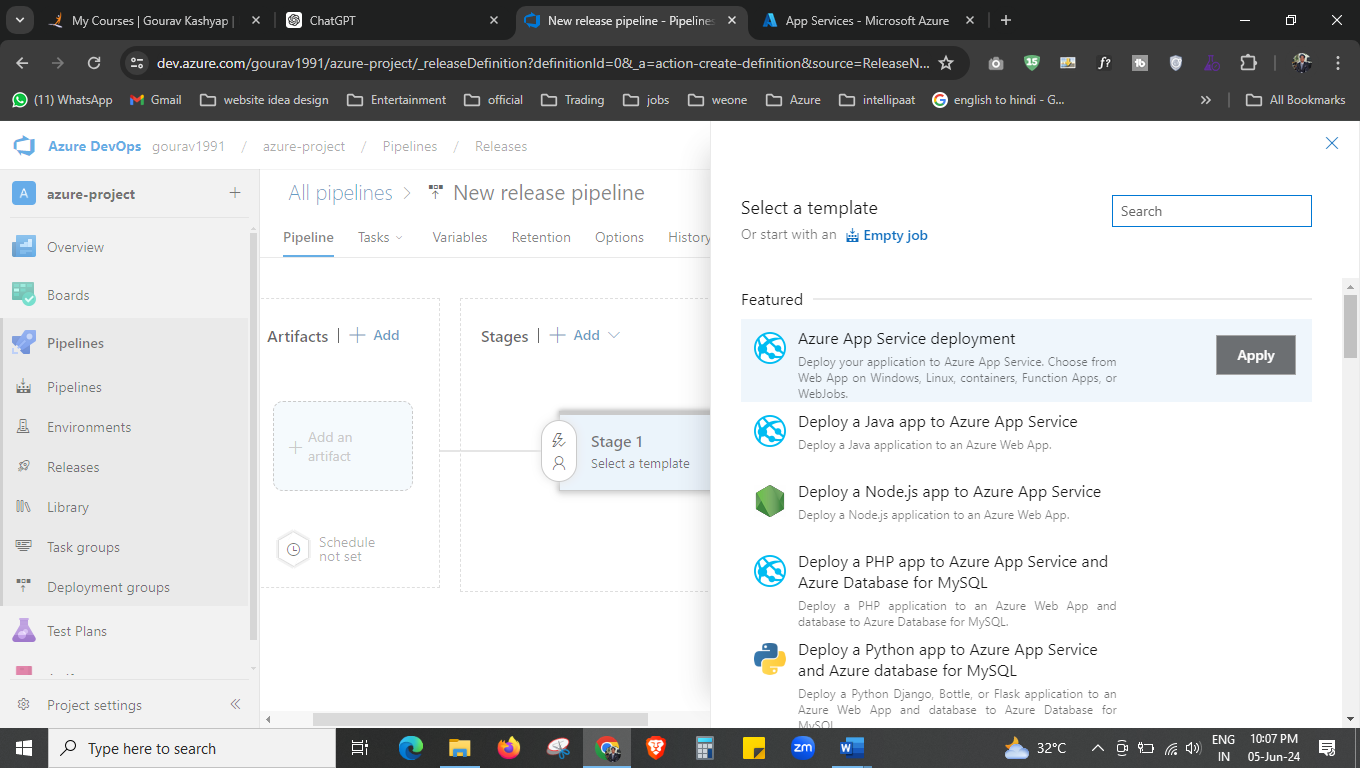 My Courses | Gourav Kashyap |
ChatGPT
New release pipeline - Pipelines
App Services - Microsoft Azure
dev.azure.com/gourav1991/azure-project/_releaseDefinition?definitionId=0&_a=action-create-definition&source=ReleaseN...
(11) WhatsApp
Gmail
website idea design
Entertainment
official
Trading
jobs
weone
Azure
intellipaat
english to hindi - G...
All Bookmarks
Azure DevOps
gourav1991 / azure-project / Pipelines / Releases
A azure-project
Overview
Boards
Pipelines
Pipelines
Environments
Releases
Library
Task groups
Deployment groups
Test Plans
Project settings
All pipelines > New release pipeline
Pipeline
Tasks
Variables
Retention
Options
History
Artifacts | + Add
Add an
artifact
Schedule
not set
Stages | + Add
Stage 1
Select a template
Select a template
Or start with an Empty job
Search
Featured
Azure App Service deployment
Deploy your application to Azure App Service. Choose from
Web App on Windows, Linux, containers, Function Apps, or
WebJobs.
Apply
Deploy a Java app to Azure App Service
Deploy a Java application to an Azure Web App.
Deploy a Node.js app to Azure App Service
Deploy a Node.js application to an Azure Web App.
Deploy a PHP app to Azure App Service and
Azure Database for MySQL
Deploy a PHP application to an Azure Web App and
database to Azure Database for MySQL.
Deploy a Python app to Azure App Service
and Azure database for MySQL
Deploy a Python Django, Bottle, or Flask application to an
Azure Web App and database to Azure Database for
MySQL.
Type here to search
zm
32°C
ENG
IN
10:07 PM
05-Jun-24